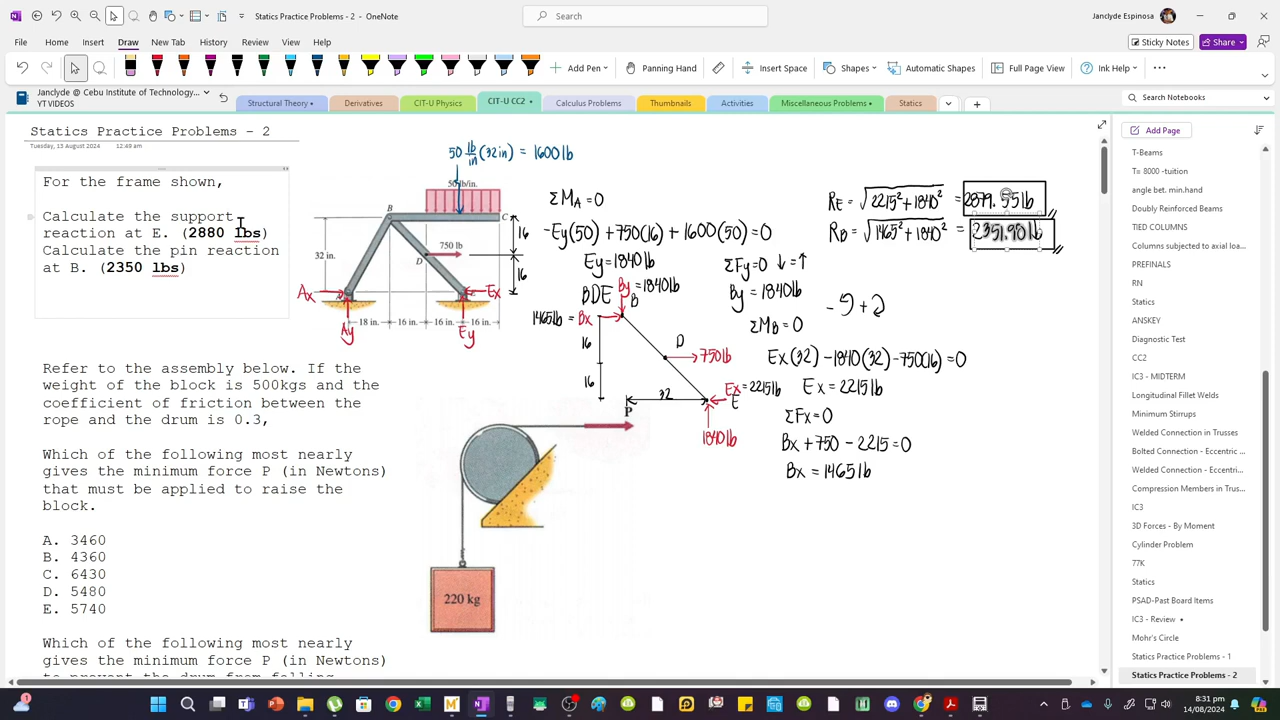 Statics Practice Problems - 2 - OneNote
Search
Janclyde Espinosa
File Home Insert Draw New Tab History Review View Help
Sticky Notes
Share
Add Pen
Panning Hand
Insert Space
Shapes
Automatic Shapes
Full Page View
Ink Help
Janclyde @ Cebu Institute of Technology...
YT VIDEOS
Structural Theory
Derivatives
CIT-U Physics
CIT-U CC2
Calculus Problems
Thumbnails
Activities
Miscellaneous Problems
Statics
Search Notebooks
Statics Practice Problems - 2
Tuesday, 13 August 2024 12:49 am
For the frame shown,
Calculate the support
reaction at E. (2880 lbs)
Calculate the pin reaction
at B. (2350 lbs)
50 lb/in (32in) = 1600 lb
50 lb/in.
B
C
16
750 lb
D
32 in.
16
Ax
Ex
Ay
Ey
18 in. 16 in. 16 in. 16 in.
ΣMA=0
-Ey(50) + 750(16) + 1600(50) = 0
Ey = 1840 lb
BDE
By = 1840 lb
B
1465 lb = Bx
16
D
750 lb
16
Ex = 2215 lb
E
32
1840 lb
ΣFy=0 ↓=↑
By = 1840 lb
ΣMB=0
Ex(32) - 1840(32) - 750(16) = 0
Ex = 2215 lb
ΣFx=0
Bx + 750 - 2215 = 0
Bx = 1465 lb
RE = √2215² + 1840² = 2879.55 lb
RB = √1465² + 1840² = 2351.90 lb
Refer to the assembly below. If the
weight of the block is 500kgs and the
coefficient of friction between the
rope and the drum is 0.3,
Which of the following most nearly
gives the minimum force P (in Newtons)
that must be applied to raise the
block.
A. 3460
B. 4360
C. 6430
D. 5480
E. 5740
Which of the following most nearly
gives the minimum force P (in Newtons)
P
220 kg
Add Page
T-Beams
T= 8000 -tuition
angle bet. min.hand
Doubly Reinforced Beams
TIED COLUMNS
Columns subjected to axial loa...
PREFINALS
RN
Statics
ANSKEY
Diagnostic Test
CC2
IC3 - MIDTERM
Longitudinal Fillet Welds
Minimum Stirrups
Welded Connection in Trusses
Bolted Connection - Eccentric...
Welded Connection - Eccentri...
Compression Members in Trus...
IC3
3D Forces - By Moment
Cylinder Problem
77K
Statics
PSAD-Past Board Items
IC3 - Review
Mohr's Circle
Statics Practice Problems - 1
Statics Practice Problems - 2
8:31 pm
14/08/2024